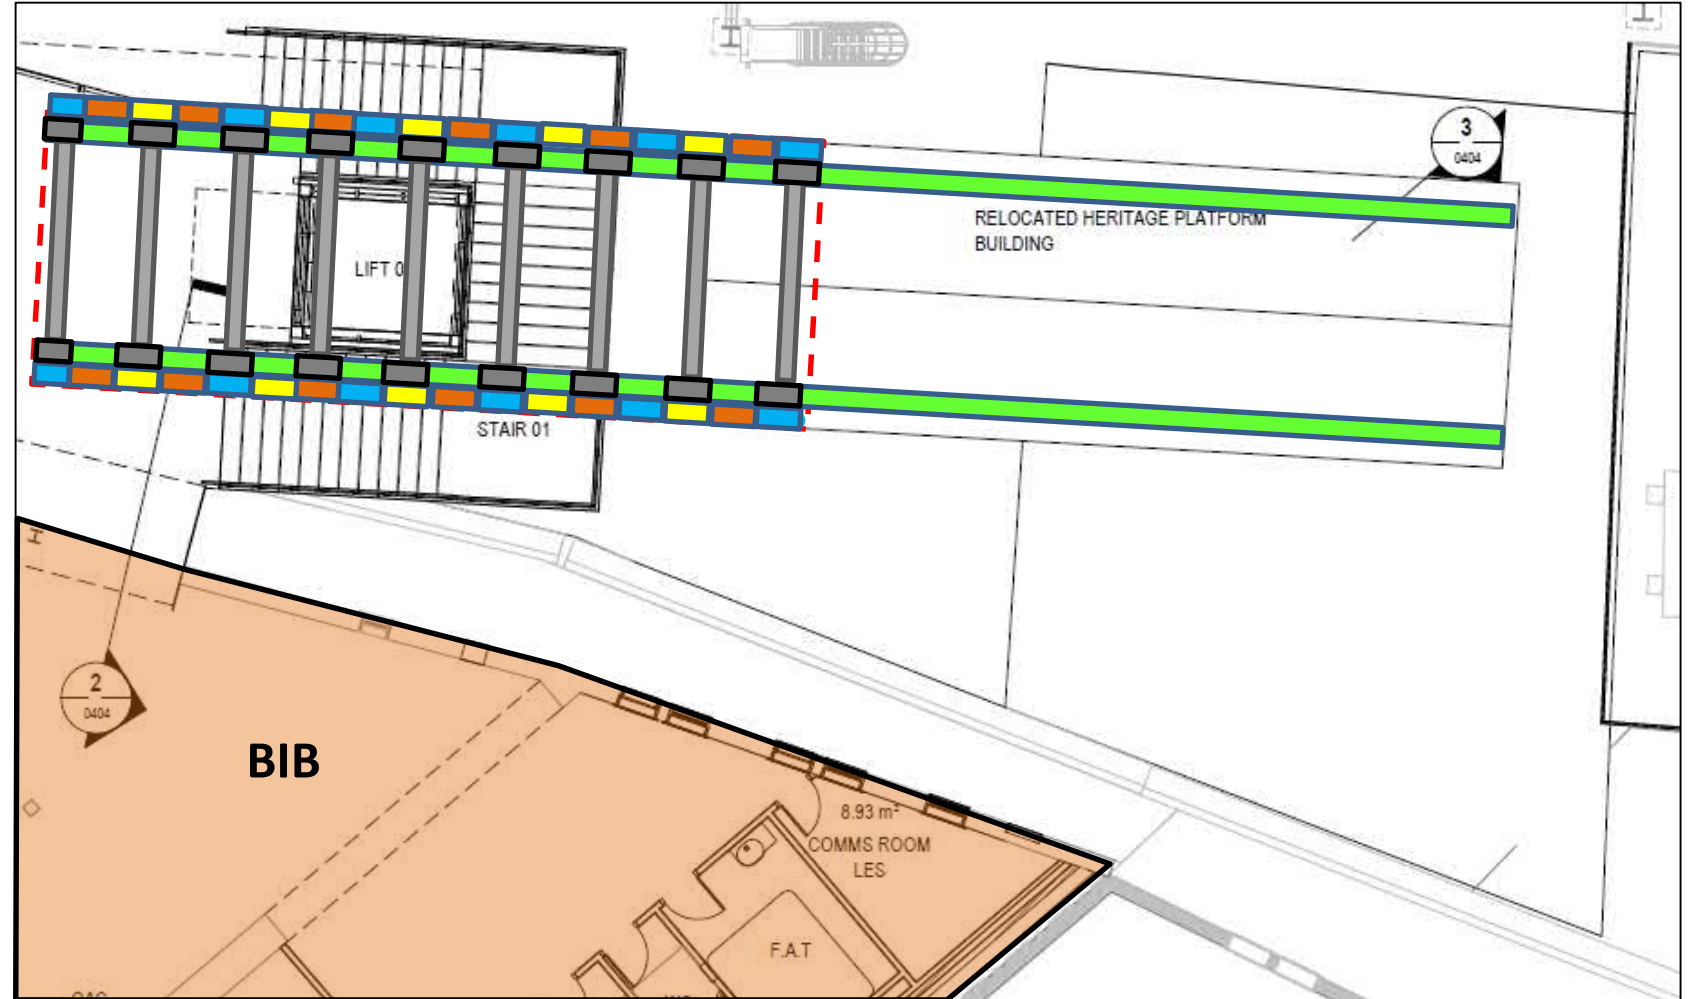 3
0404
RELOCATED HERITAGE PLATFORM
BUILDING
LIFT 0
STAIR 01
2
0404
BIB
8.93 m²
COMMS ROOM
LES
F.A.T